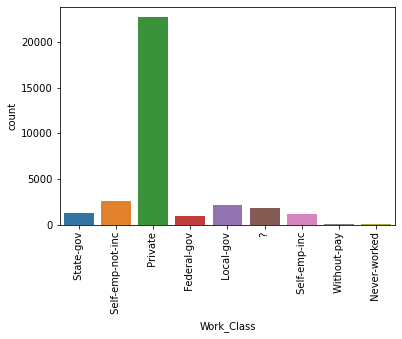 20000
15000
10000
5000
0
count
State-gov
Self-emp-not-inc
Private
Federal-gov
Local-gov
?
Self-emp-inc
Without-pay
Never-worked
Work_Class